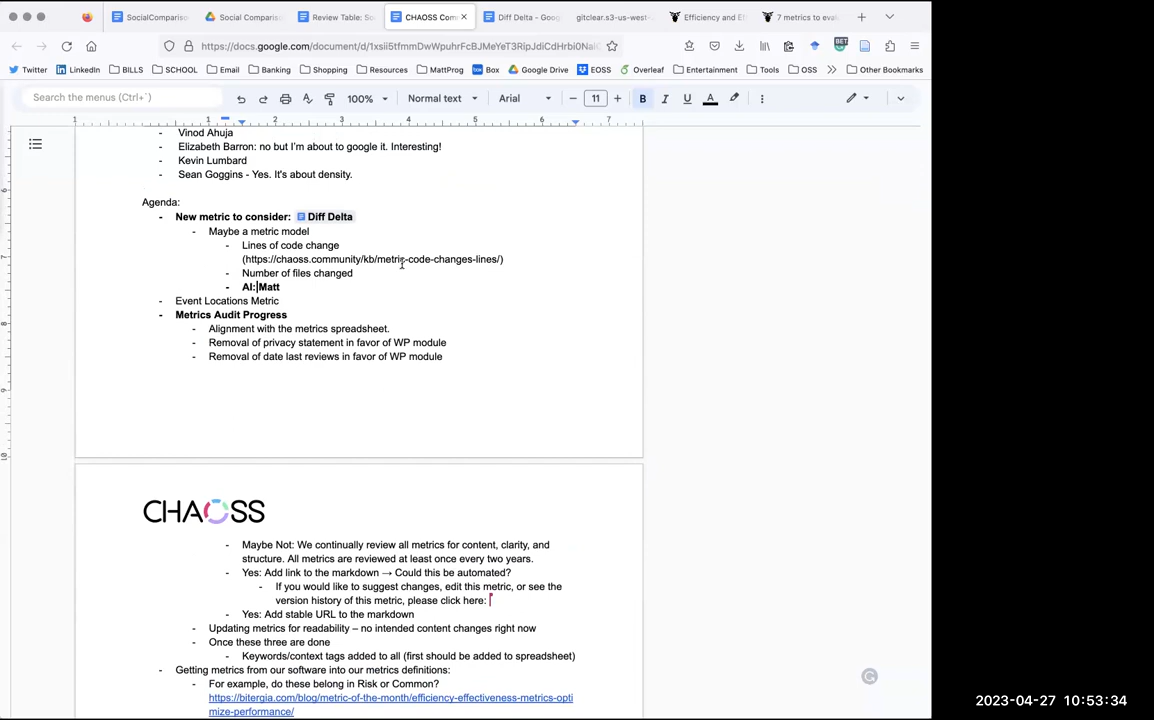 SocialCompariso
Social Comparis
Review Table: So
CHAOSS Com
Diff Delta - Goog
gitclear.s3-us-west-
Efficiency and Ef
7 metrics to eval
https://docs.google.com/document/d/1xsii5tfmmDwWpuhrFcBJMeYeT3RipJdiCdHrbi0NalC
Twitter
LinkedIn
BILLS
SCHOOL
Email
Banking
Shopping
Resources
MattProg
Box
Google Drive
EOSS
Overleaf
Entertainment
Tools
OSS
Other Bookmarks
Search the menus (Ctrl+`)
100%
Normal text
Arial
11
B I U A
1 1 2 3 4 5 6 7
- Vinod Ahuja
- Elizabeth Barron: no but I'm about to google it. Interesting!
- Kevin Lumbard
- Sean Goggins - Yes. It's about density.
Agenda:
- New metric to consider: Diff Delta
- Maybe a metric model
- Lines of code change
(https://chaoss.community/kb/metric-code-changes-lines/)
- Number of files changed
- AI: Matt
- Event Locations Metric
- Metrics Audit Progress
- Alignment with the metrics spreadsheet.
- Removal of privacy statement in favor of WP module
- Removal of date last reviews in favor of WP module
CHAOSS
- Maybe Not: We continually review all metrics for content, clarity, and
structure. All metrics are reviewed at least once every two years.
- Yes: Add link to the markdown → Could this be automated?
- If you would like to suggest changes, edit this metric, or see the
version history of this metric, please click here:
- Yes: Add stable URL to the markdown
- Updating metrics for readability – no intended content changes right now
- Once these three are done
- Keywords/context tags added to all (first should be added to spreadsheet)
- Getting metrics from our software into our metrics definitions:
- For example, do these belong in Risk or Common?
https://bitergia.com/blog/metric-of-the-month/efficiency-effectiveness-metrics-opti
mize-performance/
2023-04-27 10:53:34